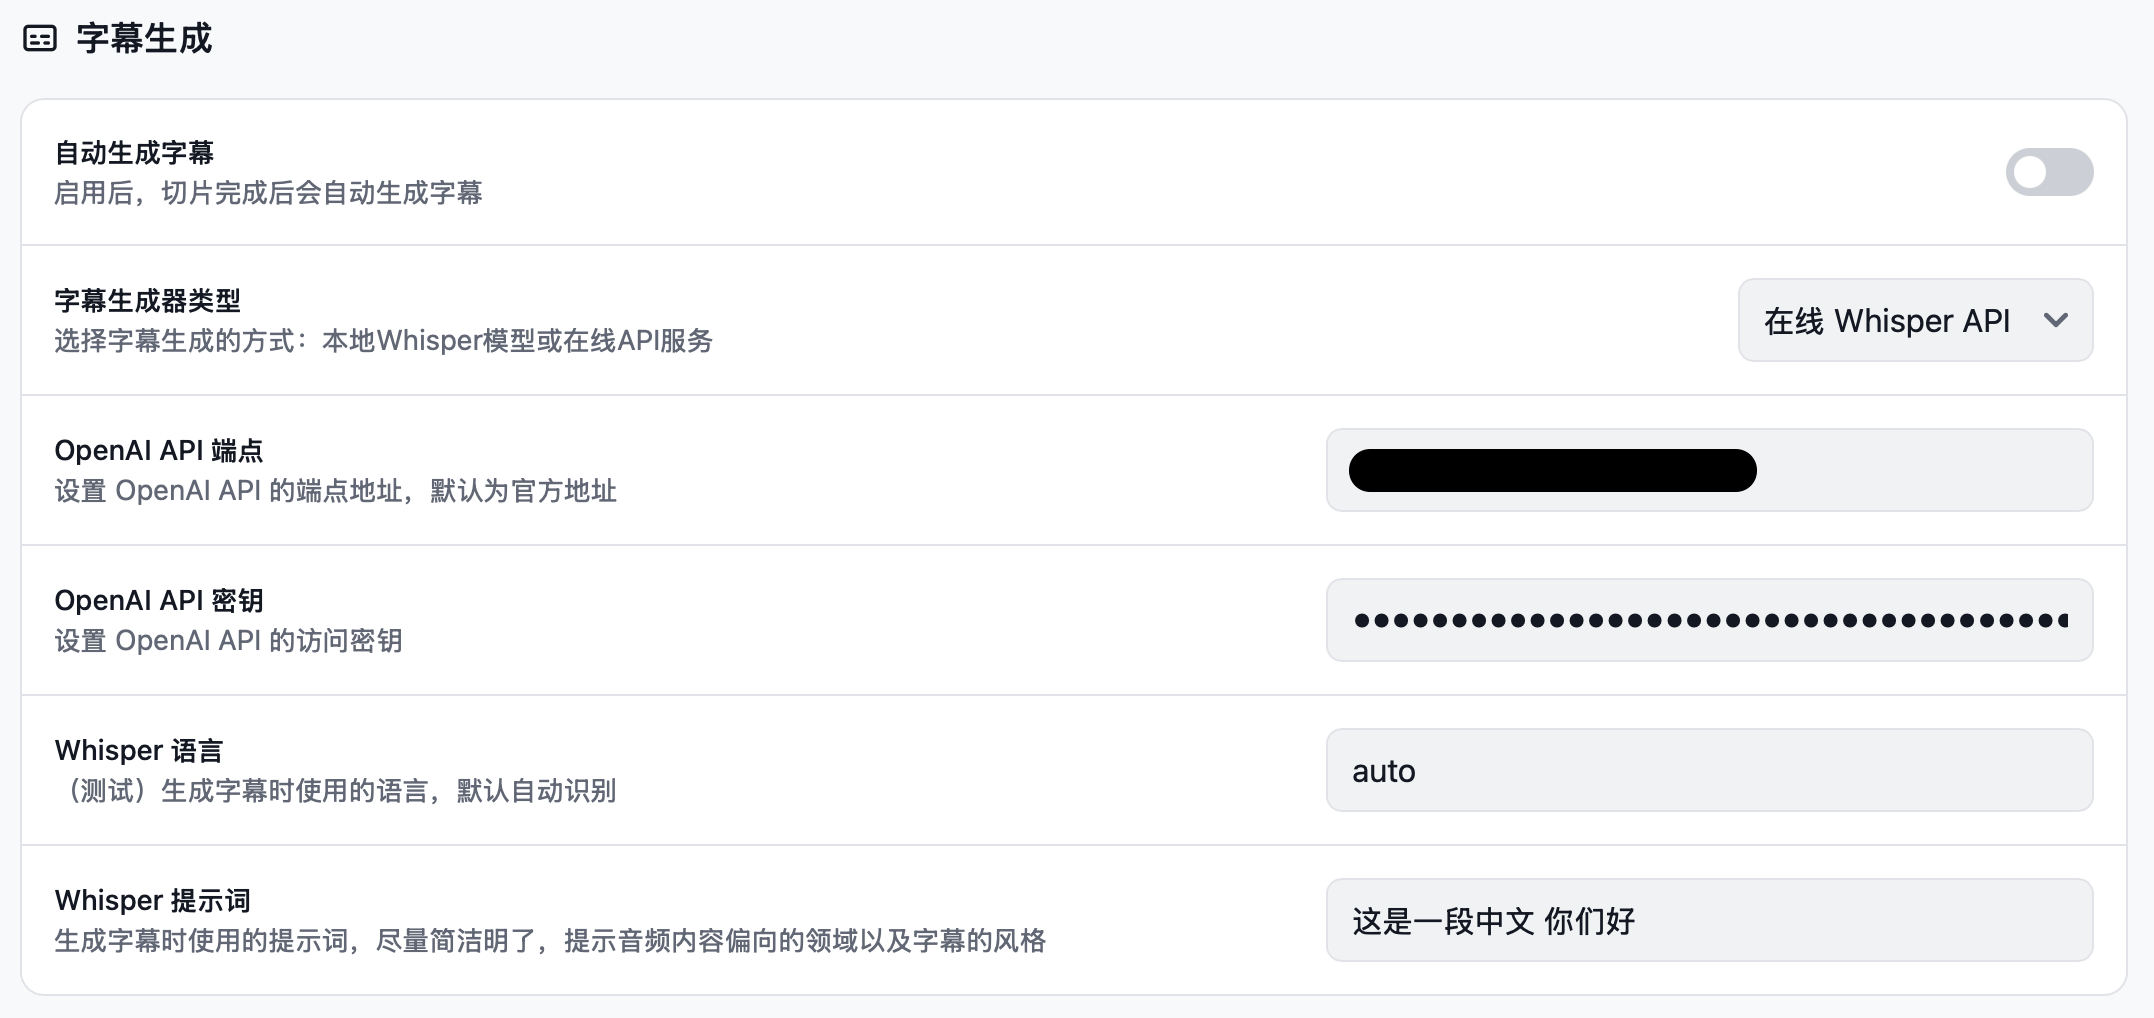 字幕生成
自动生成字幕
启用后，切片完成后会自动生成字幕
字幕生成器类型
选择字幕生成的方式：本地Whisper模型或在线API服务
在线 Whisper API
OpenAI API 端点
设置 OpenAI API 的端点地址，默认为官方地址
OpenAI API 密钥
设置 OpenAI API 的访问密钥
Whisper 语言
（测试）生成字幕时使用的语言，默认自动识别
auto
Whisper 提示词
生成字幕时使用的提示词，尽量简洁明了，提示音频内容偏向的领域以及字幕的风格
这是一段中文 你们好